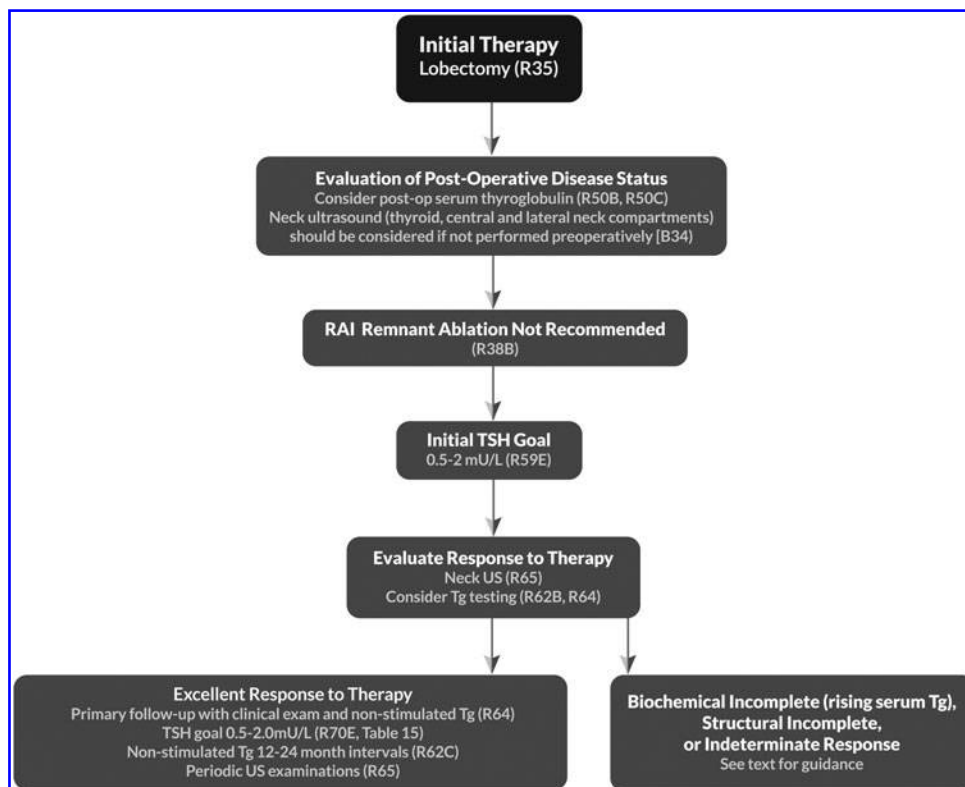 Initial Therapy
Lobectomy (R35)
Evaluation of Post-Operative Disease Status
Consider post-op serum thyroglobulin (R50B, R50C)
Neck ultrasound (thyroid, central and lateral neck compartments)
should be considered if not performed preoperatively [B34)
RAI Remnant Ablation Not Recommended
(R38B)
Initial TSH Goal
0.5-2 mU/L (R59E)
Evaluate Response to Therapy
Neck US (R65)
Consider Tg testing (R62B, R64)
Excellent Response to Therapy
Primary follow-up with clinical exam and non-stimulated Tg (R64)
TSH goal 0.5-2.0mU/L (R70E, Table 15)
Non-stimulated Tg 12-24 month intervals (R62C)
Periodic US examinations (R65)
Biochemical Incomplete (rising serum Tg),
Structural Incomplete,
or Indeterminate Response
See text for guidance